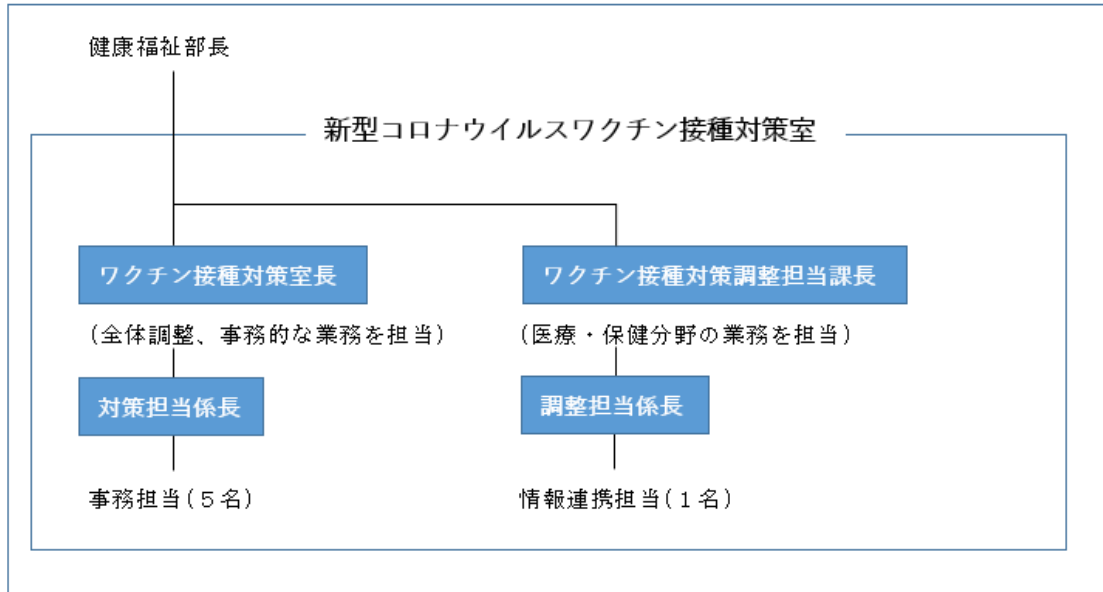 健康福祉部長
新型コロナウイルスワクチン接種対策室
ワクチン接種対策室長
(全体調整、事務的な業務を担当)
対策担当係長
事務担当(５名)
ワクチン接種対策調整担当課長
(医療・保健分野の業務を担当)
調整担当係長
情報連携担当(１名)